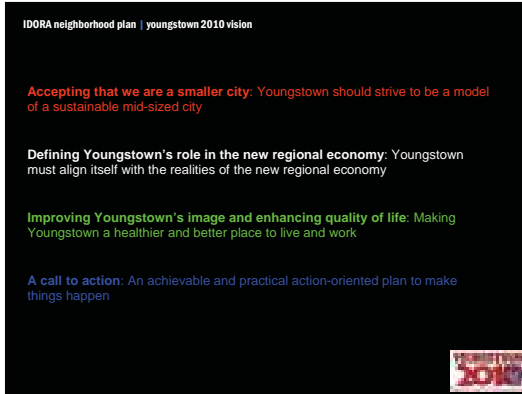 IDORA neighborhood plan | youngstown 2010 vision
Accepting that we are a smaller city: Youngstown should strive to be a model
of a sustainable mid-sized city
Defining Youngstown's role in the new regional economy: Youngstown
must align itself with the realities of the new regional economy
Improving Youngstown's image and enhancing quality of life: Making
Youngstown a healthier and better place to live and work
A call to action: An achievable and practical action-oriented plan to make
things happen
2010